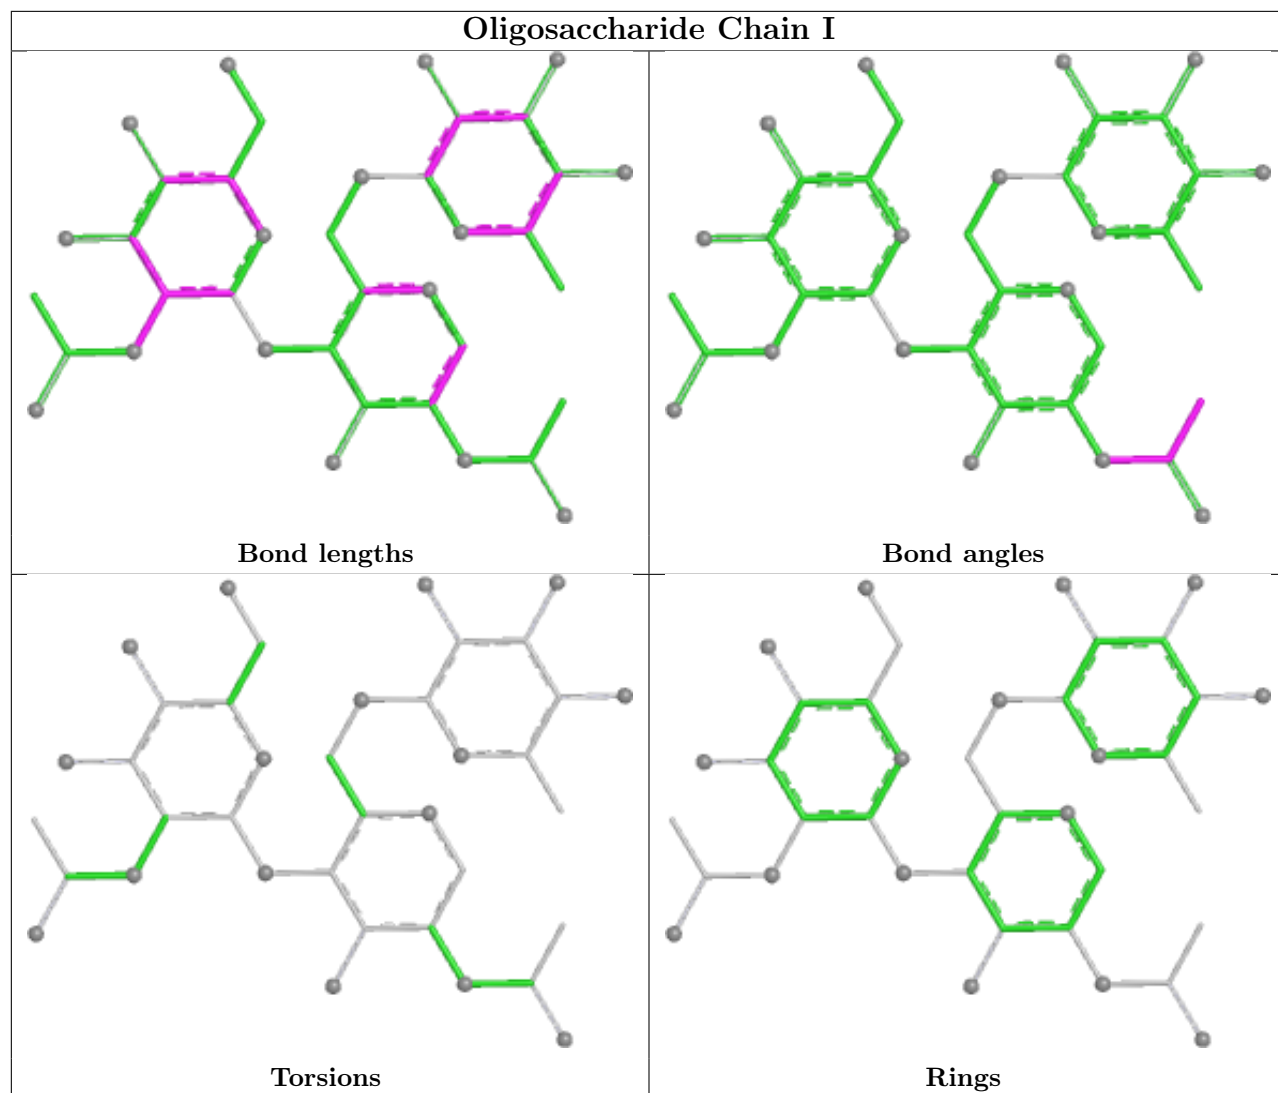 Oligosaccharide Chain I
Bond lengths
Bond angles
Torsions
Rings